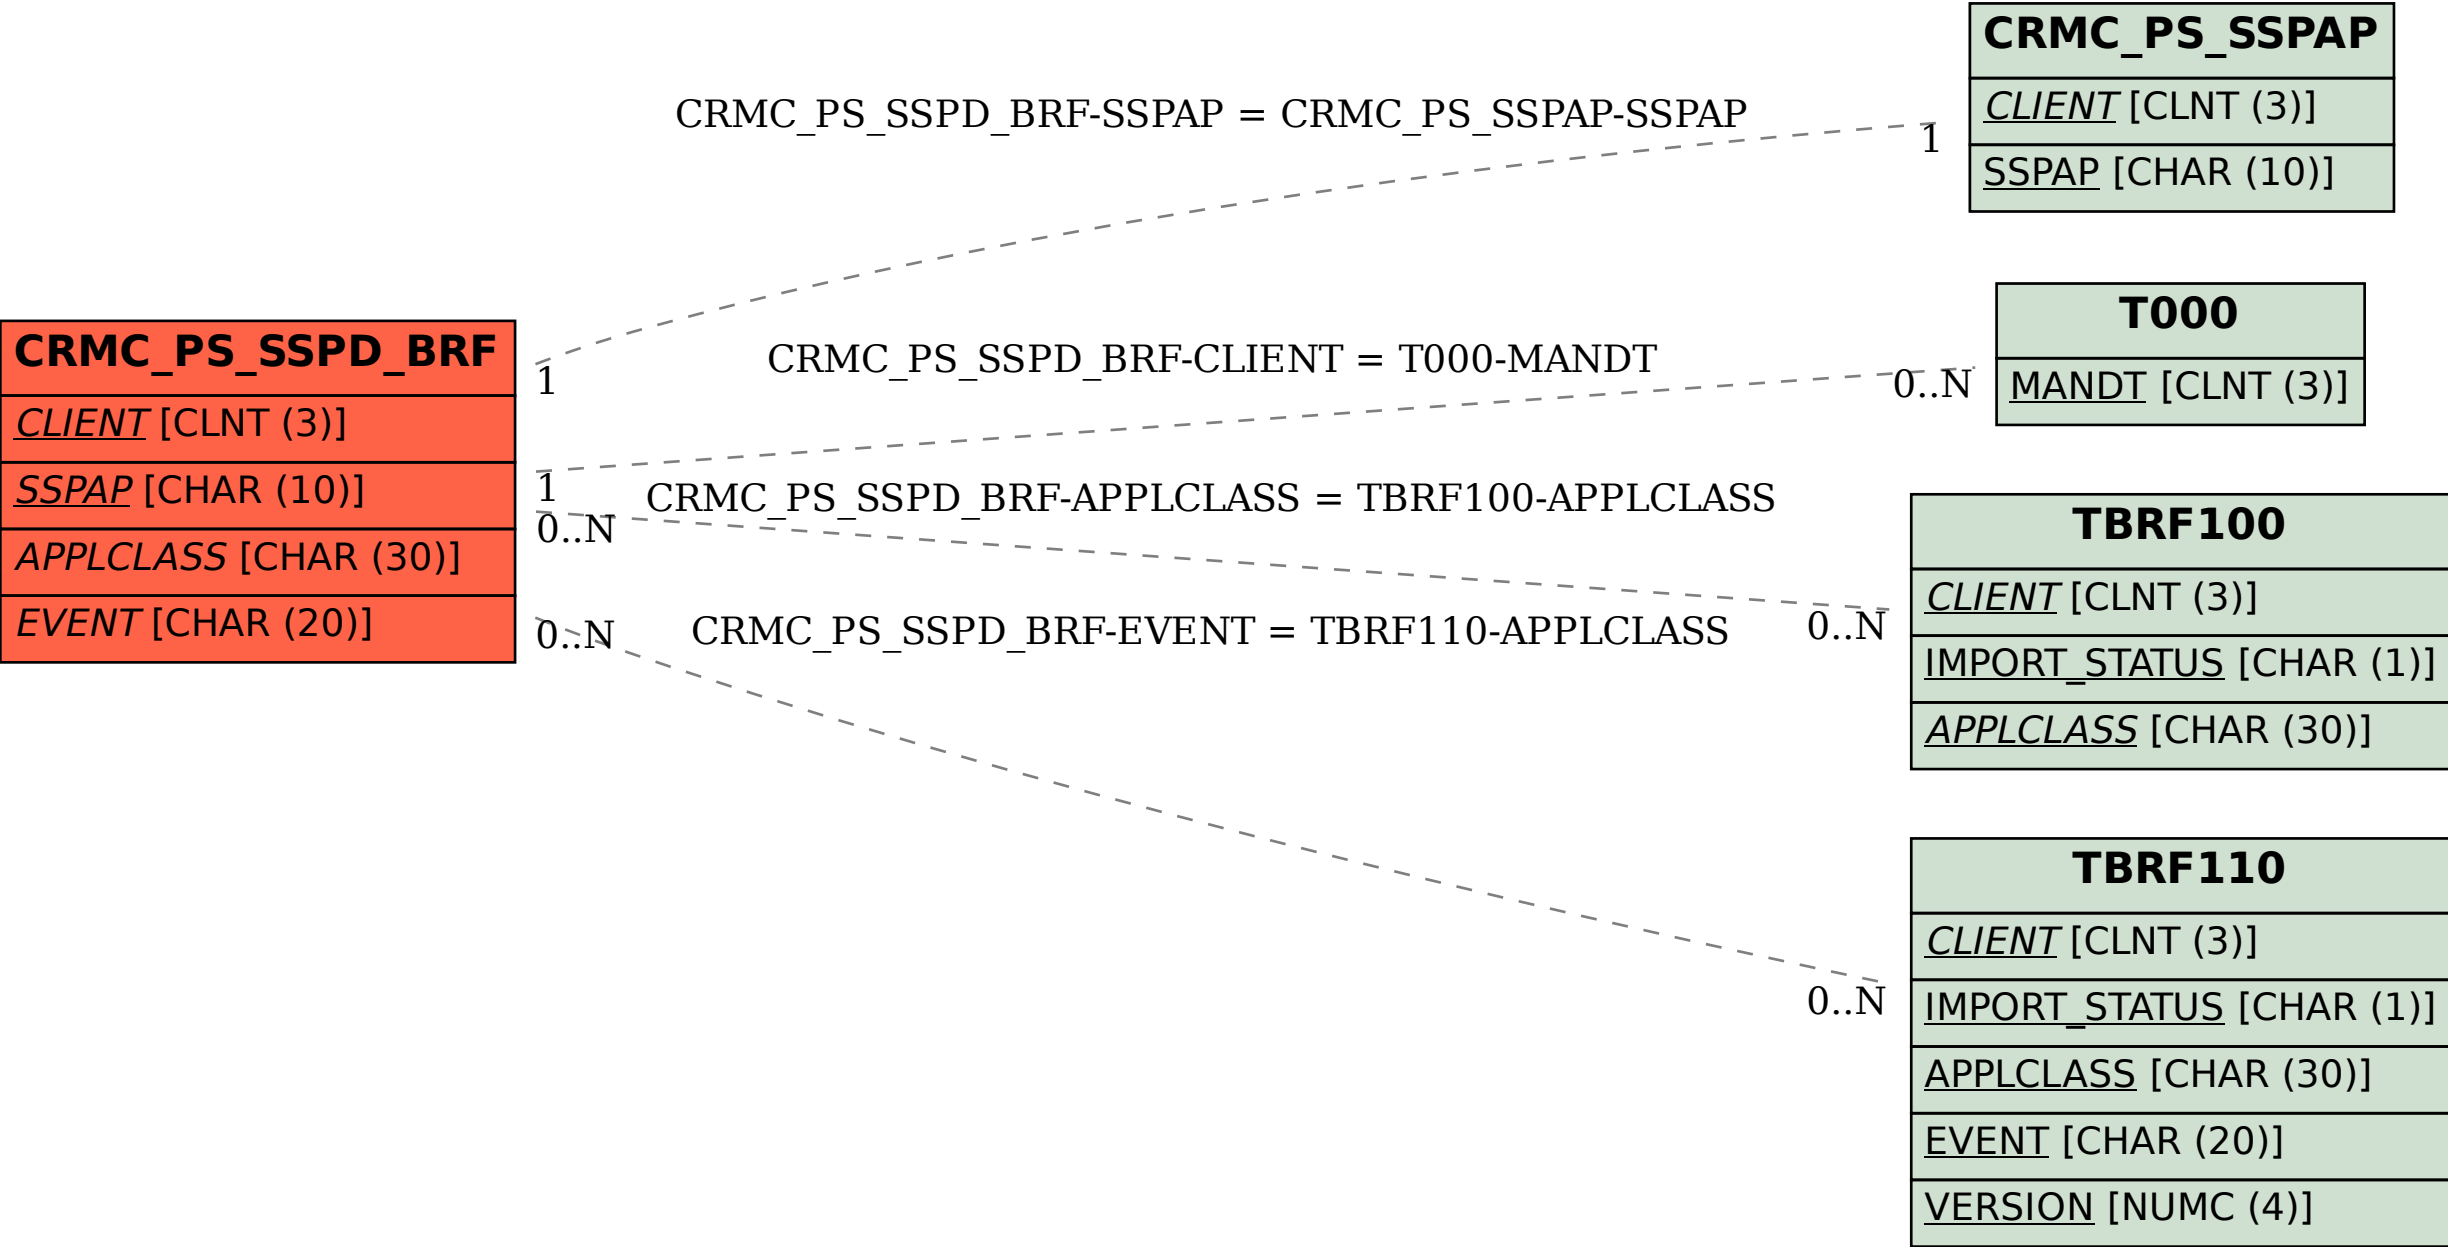 CRMC_PS_SSPAP
CLIENT [CLNT (3)]
SSPAP [CHAR (10)]
CRMC_PS_SSPD_BRF-SSPAP = CRMC_PS_SSPAP-SSPAP
1
1
CRMC_PS_SSPD_BRF
CLIENT [CLNT (3)]
SSPAP [CHAR (10)]
APPLCLASS [CHAR (30)]
EVENT [CHAR (20)]
CRMC_PS_SSPD_BRF-CLIENT = T000-MANDT
1
0..N
T000
MANDT [CLNT (3)]
CRMC_PS_SSPD_BRF-APPLCLASS = TBRF100-APPLCLASS
0..N
0..N
TBRF100
CLIENT [CLNT (3)]
IMPORT_STATUS [CHAR (1)]
APPLCLASS [CHAR (30)]
CRMC_PS_SSPD_BRF-EVENT = TBRF110-APPLCLASS
0..N
0..N
TBRF110
CLIENT [CLNT (3)]
IMPORT_STATUS [CHAR (1)]
APPLCLASS [CHAR (30)]
EVENT [CHAR (20)]
VERSION [NUMC (4)]